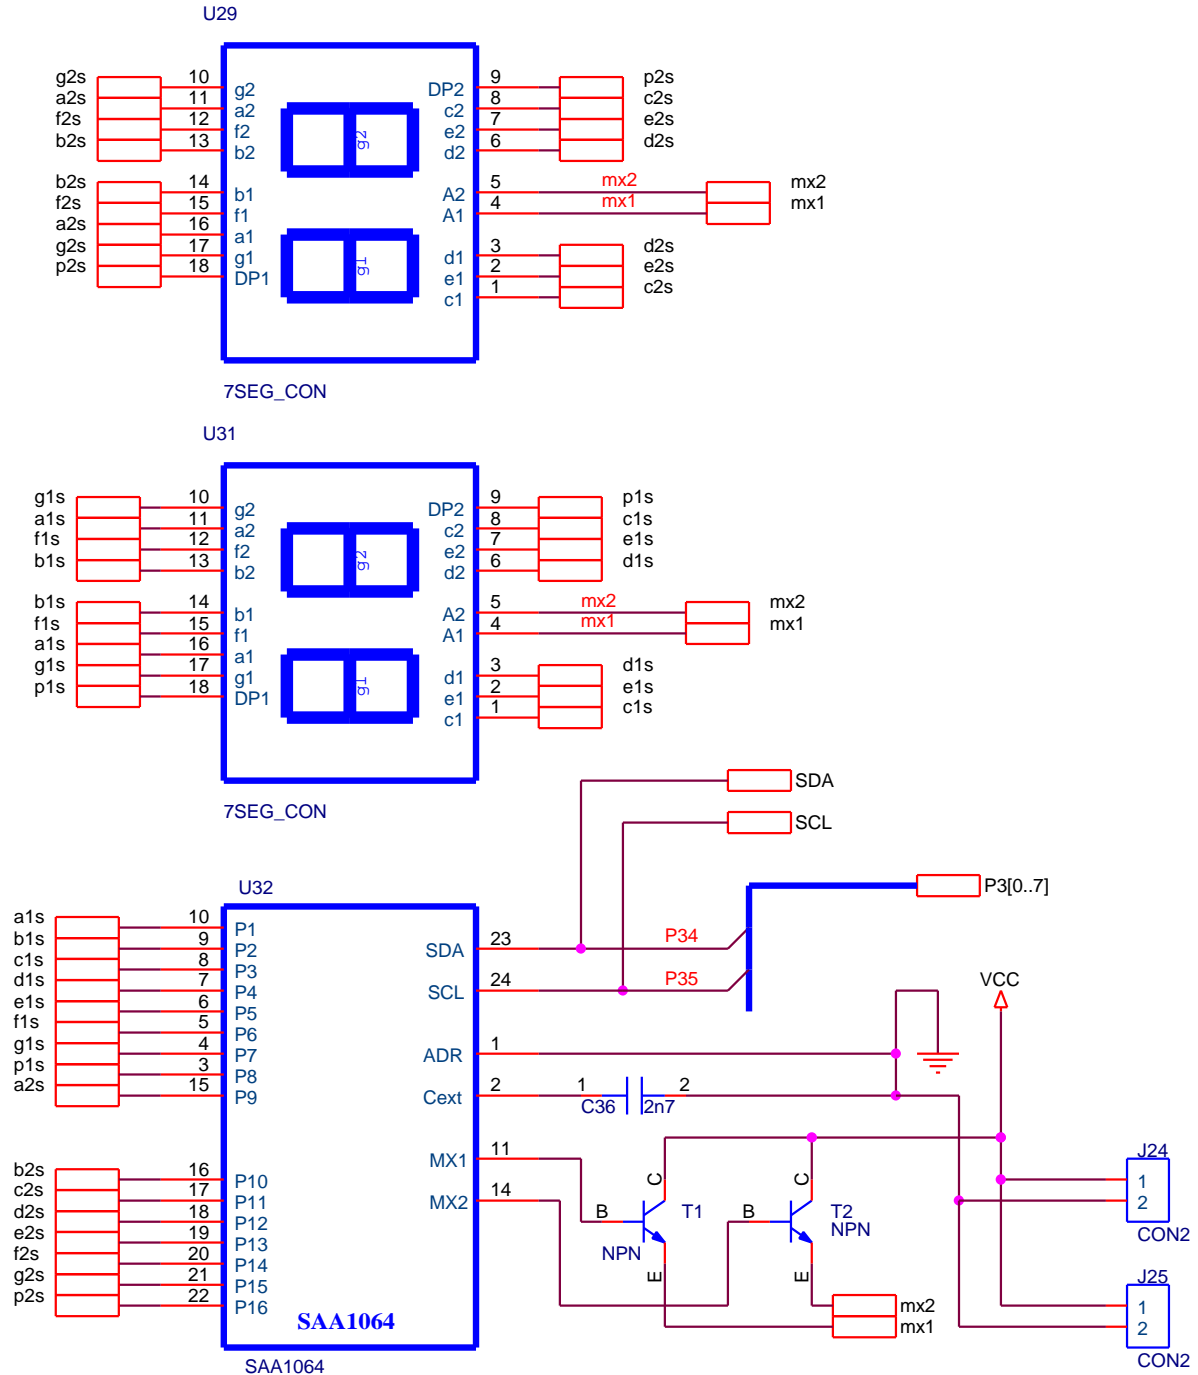 U29
g2s 10 g2 DP2 9 p2s
a2s 11 a2 c2 8 c2s
f2s 12 f2 e2 7 e2s
b2s 13 b2 d2 6 d2s
g2
b2s 14 b1 A2 5 mx2 mx2
f2s 15 f1 A1 4 mx1 mx1
a2s 16 a1
g2s 17 g1 d1 3 d2s
p2s 18 DP1 e1 2 e2s
c1 1 c2s
g1
7SEG_CON
U31
g1s 10 g2 DP2 9 p1s
a1s 11 a2 c2 8 c1s
f1s 12 f2 e2 7 e1s
b1s 13 b2 d2 6 d1s
g2
b1s 14 b1 A2 5 mx2 mx2
f1s 15 f1 A1 4 mx1 mx1
a1s 16 a1
g1s 17 g1 d1 3 d1s
p1s 18 DP1 e1 2 e1s
c1 1 c1s
g1
7SEG_CON
SDA
SCL
U32
P3[0..7]
a1s 10 P1
b1s 9 P2 SDA 23 P34
c1s 8 P3
d1s 7 P4 SCL 24 P35 VCC
e1s 6 P5
f1s 5 P6
g1s 4 P7 ADR 1
p1s 3 P8
a2s 15 P9 Cext 2 1 2
C36 2n7
MX1 11
J24
b2s 16 P10 C C 1
c2s 17 P11 MX2 14 2
d2s 18 P12 B T1 B T2
NPN CON2
e2s 19 P13 NPN
f2s 20 P14 E E
g2s 21 P15 J25
p2s 22 P16 mx2 1
SAA1064 mx1 2
SAA1064 CON2